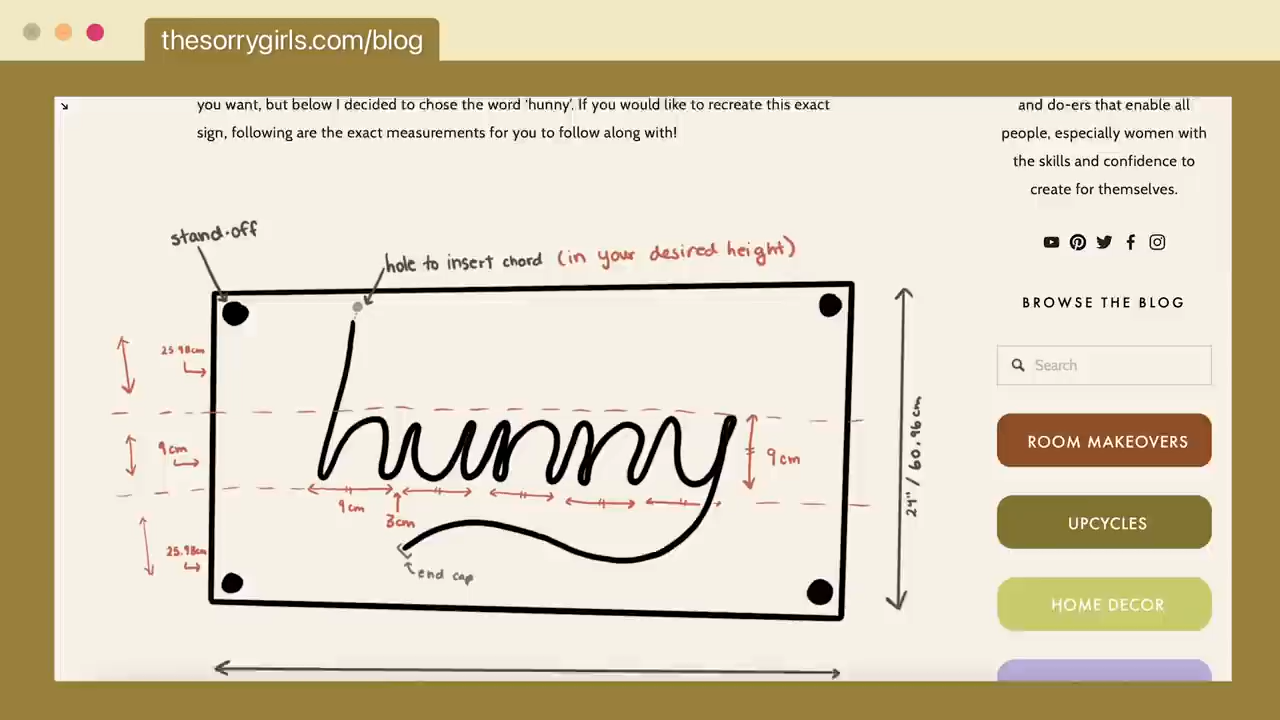 thesorrygirls.com/blog
you want, but below I decided to chose the word 'hunny'. If you would like to recreate this exact
sign, following are the exact measurements for you to follow along with!
and do-ers that enable all
people, especially women with
the skills and confidence to
create for themselves.
BROWSE THE BLOG
Search
ROOM MAKEOVERS
UPCYCLES
HOME DECOR
stand-off
hole to insert chord (in your desired height)
25.98cm
9cm
25.98cm
hunny
9cm
3cm
9cm
end cap
24" / 60.96 cm